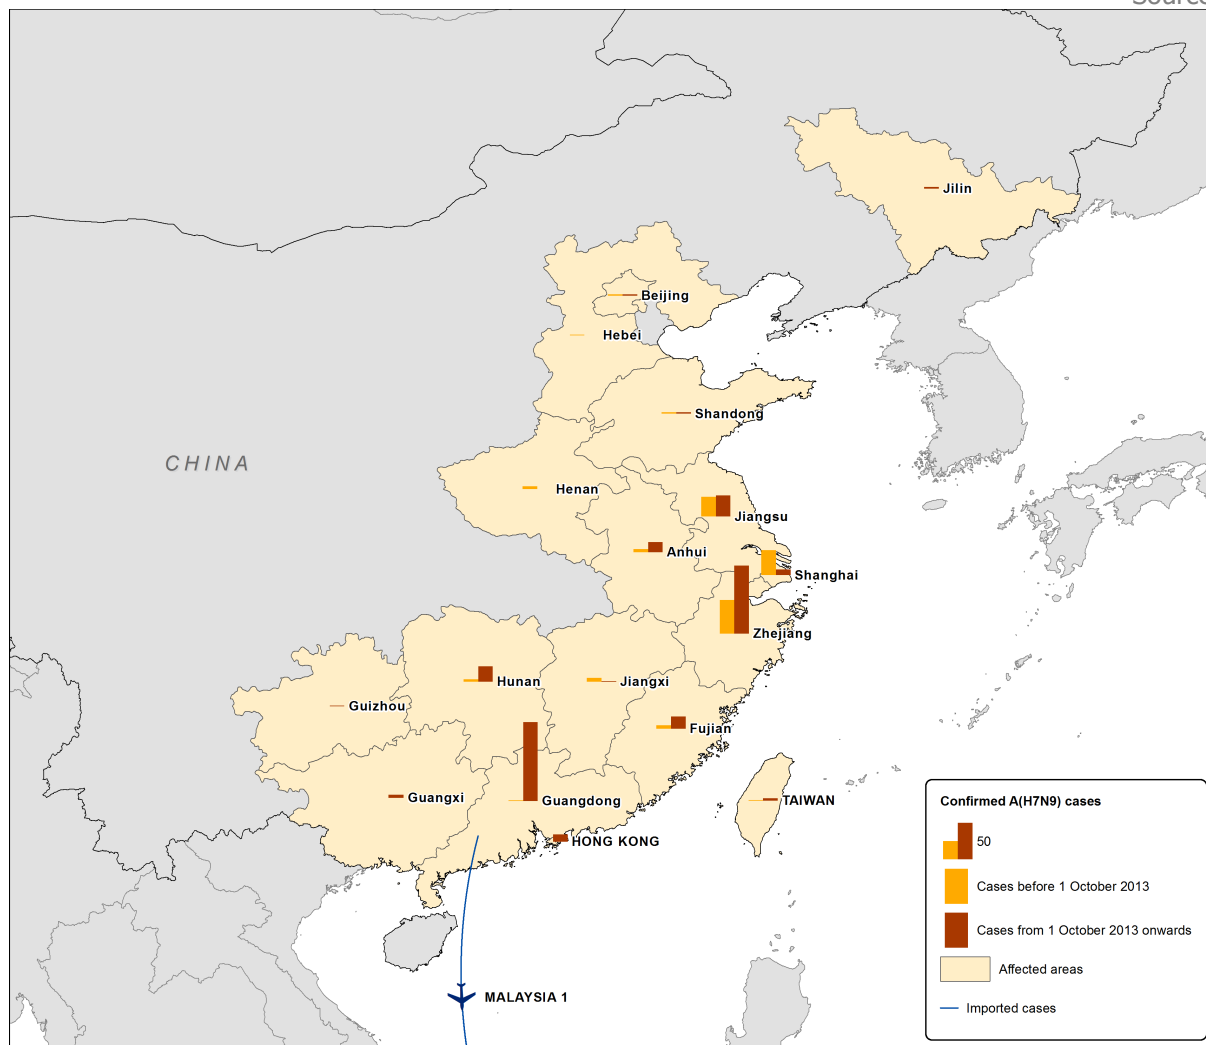 Source
Jilin
Beijing
Hebei
Shandong
CHINA
Henan
Jiangsu
Anhui
Shanghai
Zhejiang
Hunan
Jiangxi
Guizhou
Fujian
Guangxi
Guangdong
TAIWAN
HONG KONG
MALAYSIA 1
Confirmed A(H7N9) cases
50
Cases before 1 October 2013
Cases from 1 October 2013 onwards
Affected areas
Imported cases